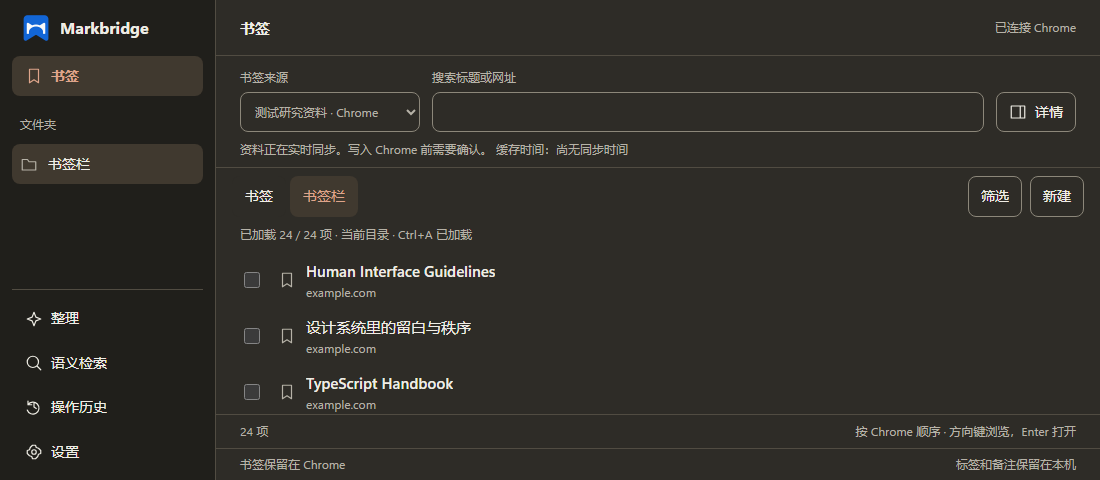 Markbridge
书签
文件夹
书签栏
整理
语义检索
操作历史
设置
书签
已连接 Chrome
书签来源
搜索标题或网址
测试研究资料 · Chrome
详情
资料正在实时同步。写入 Chrome 前需要确认。 缓存时间：尚无同步时间
书签 书签栏
筛选 新建
已加载 24 / 24 项 · 当前目录 · Ctrl+A 已加载
Human Interface Guidelines
example.com
设计系统里的留白与秩序
example.com
TypeScript Handbook
example.com
24 项
按 Chrome 顺序 · 方向键浏览，Enter 打开
书签保留在 Chrome
标签和备注保留在本机